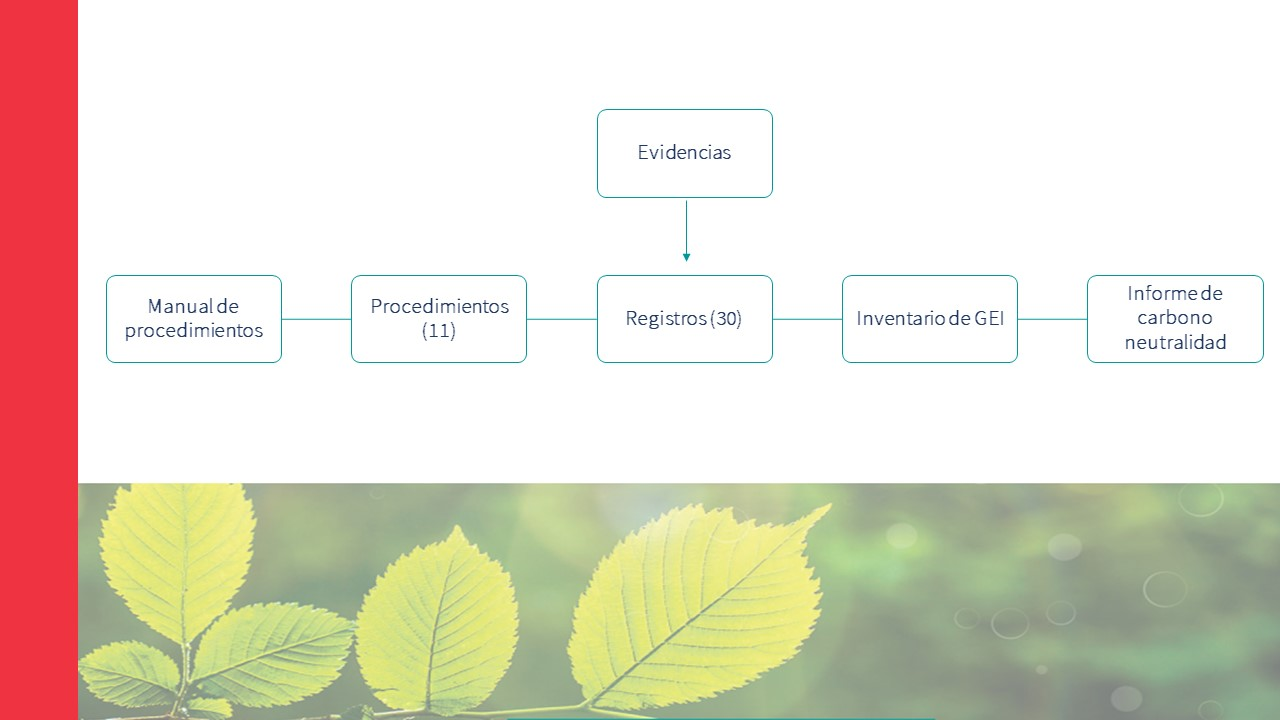 Evidencias
Manual de
procedimientos
Procedimientos
(11)
Registros (30)
Inventario de GEI
Informe de
carbono
neutralidad